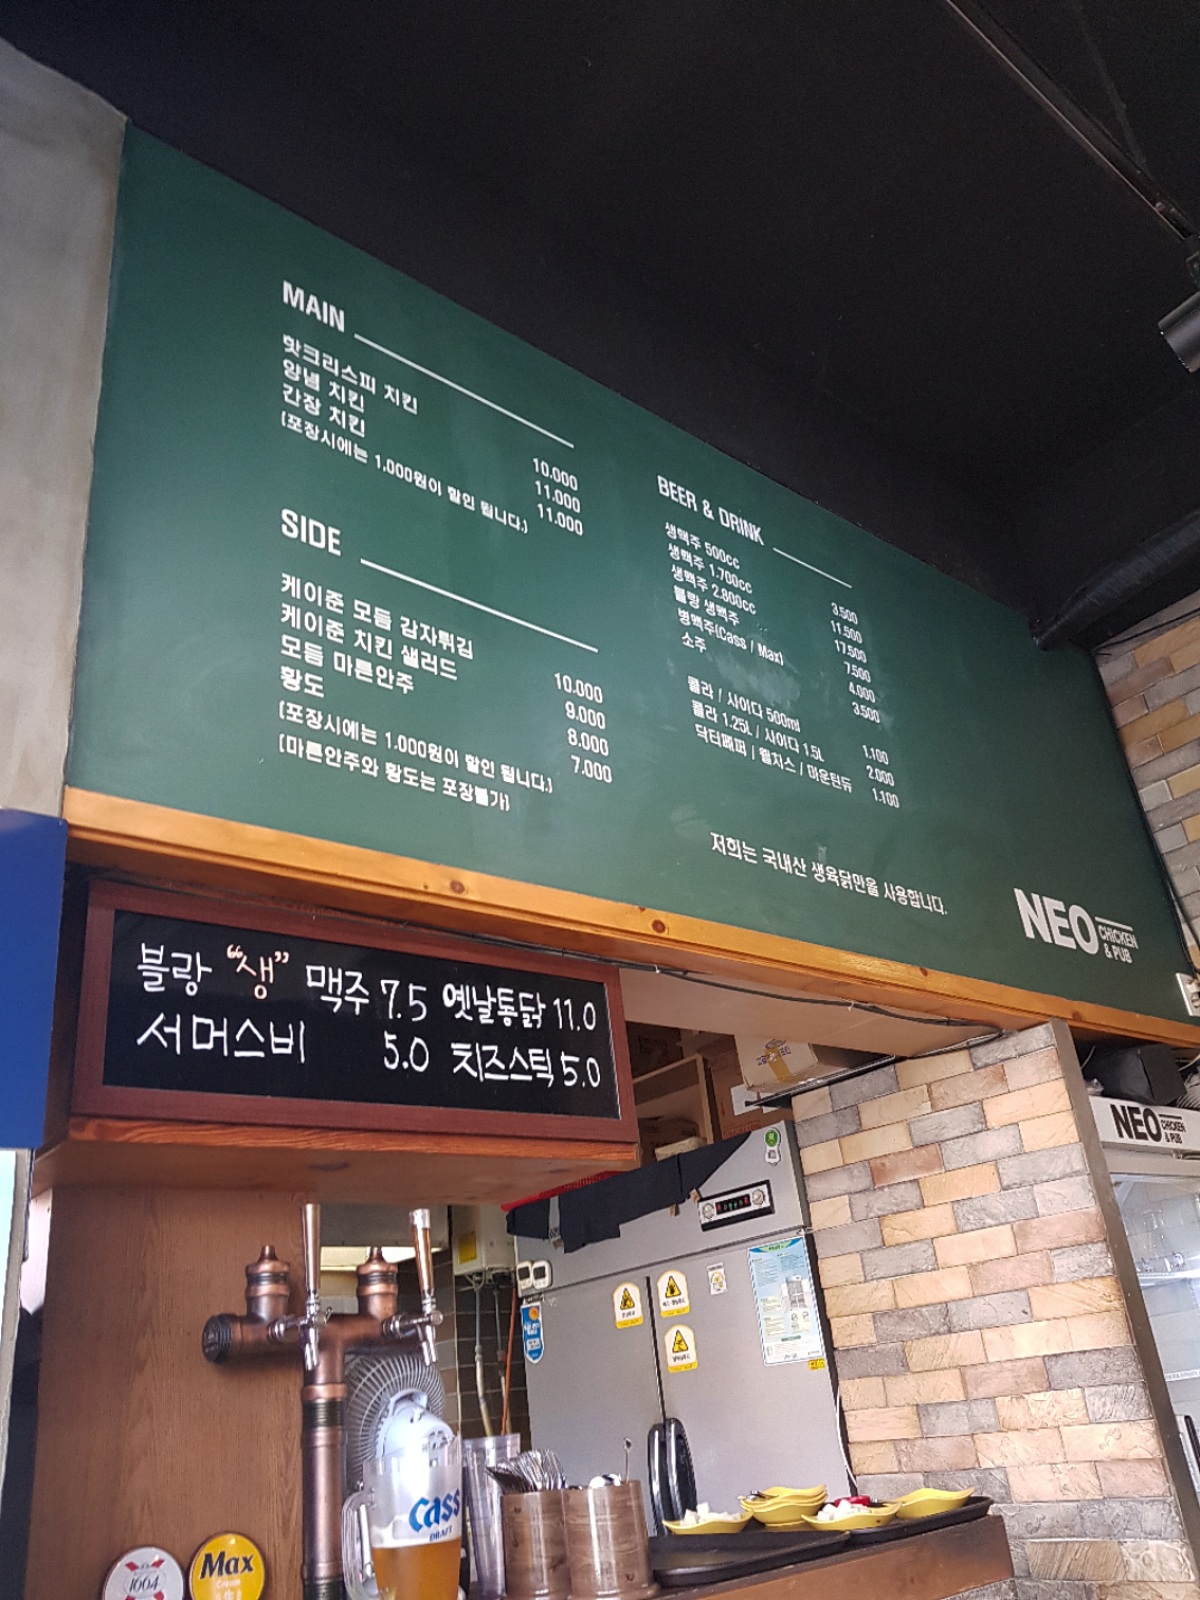 MAIN
핫크리스피 치킨 10.000
양념 치킨 11.000
간장 치킨 11.000
(포장시에는 1.000원이 할인 됩니다.)
SIDE
케이준 모듬 감자튀김 10.000
케이준 치킨 샐러드 9.000
모듬 마른안주 8.000
황도 7.000
(포장시에는 1.000원이 할인 됩니다.)
(마른안주와 황도는 포장불가)
BEER & DRINK
생맥주 500cc 3.500
생맥주 1.700cc 11.500
생맥주 2.800cc 17.500
블랑 생맥주 7.500
병맥주(Cass / Max) 4.000
소주 3.500
콜라 / 사이다 500ml 1.100
콜라 1.25L / 사이다 1.5L 2.000
닥터페퍼 / 웰치스 / 마운틴듀 1.100
저희는 국내산 생육닭만을 사용합니다.
NEO CHICKEN & PUB
블랑 "생" 맥주 7.5 옛날통닭 11.0
서머스비 5.0 치즈스틱 5.0
NEO CHICKEN & PUB
Cass
DRAFT
1664
Max
Cream